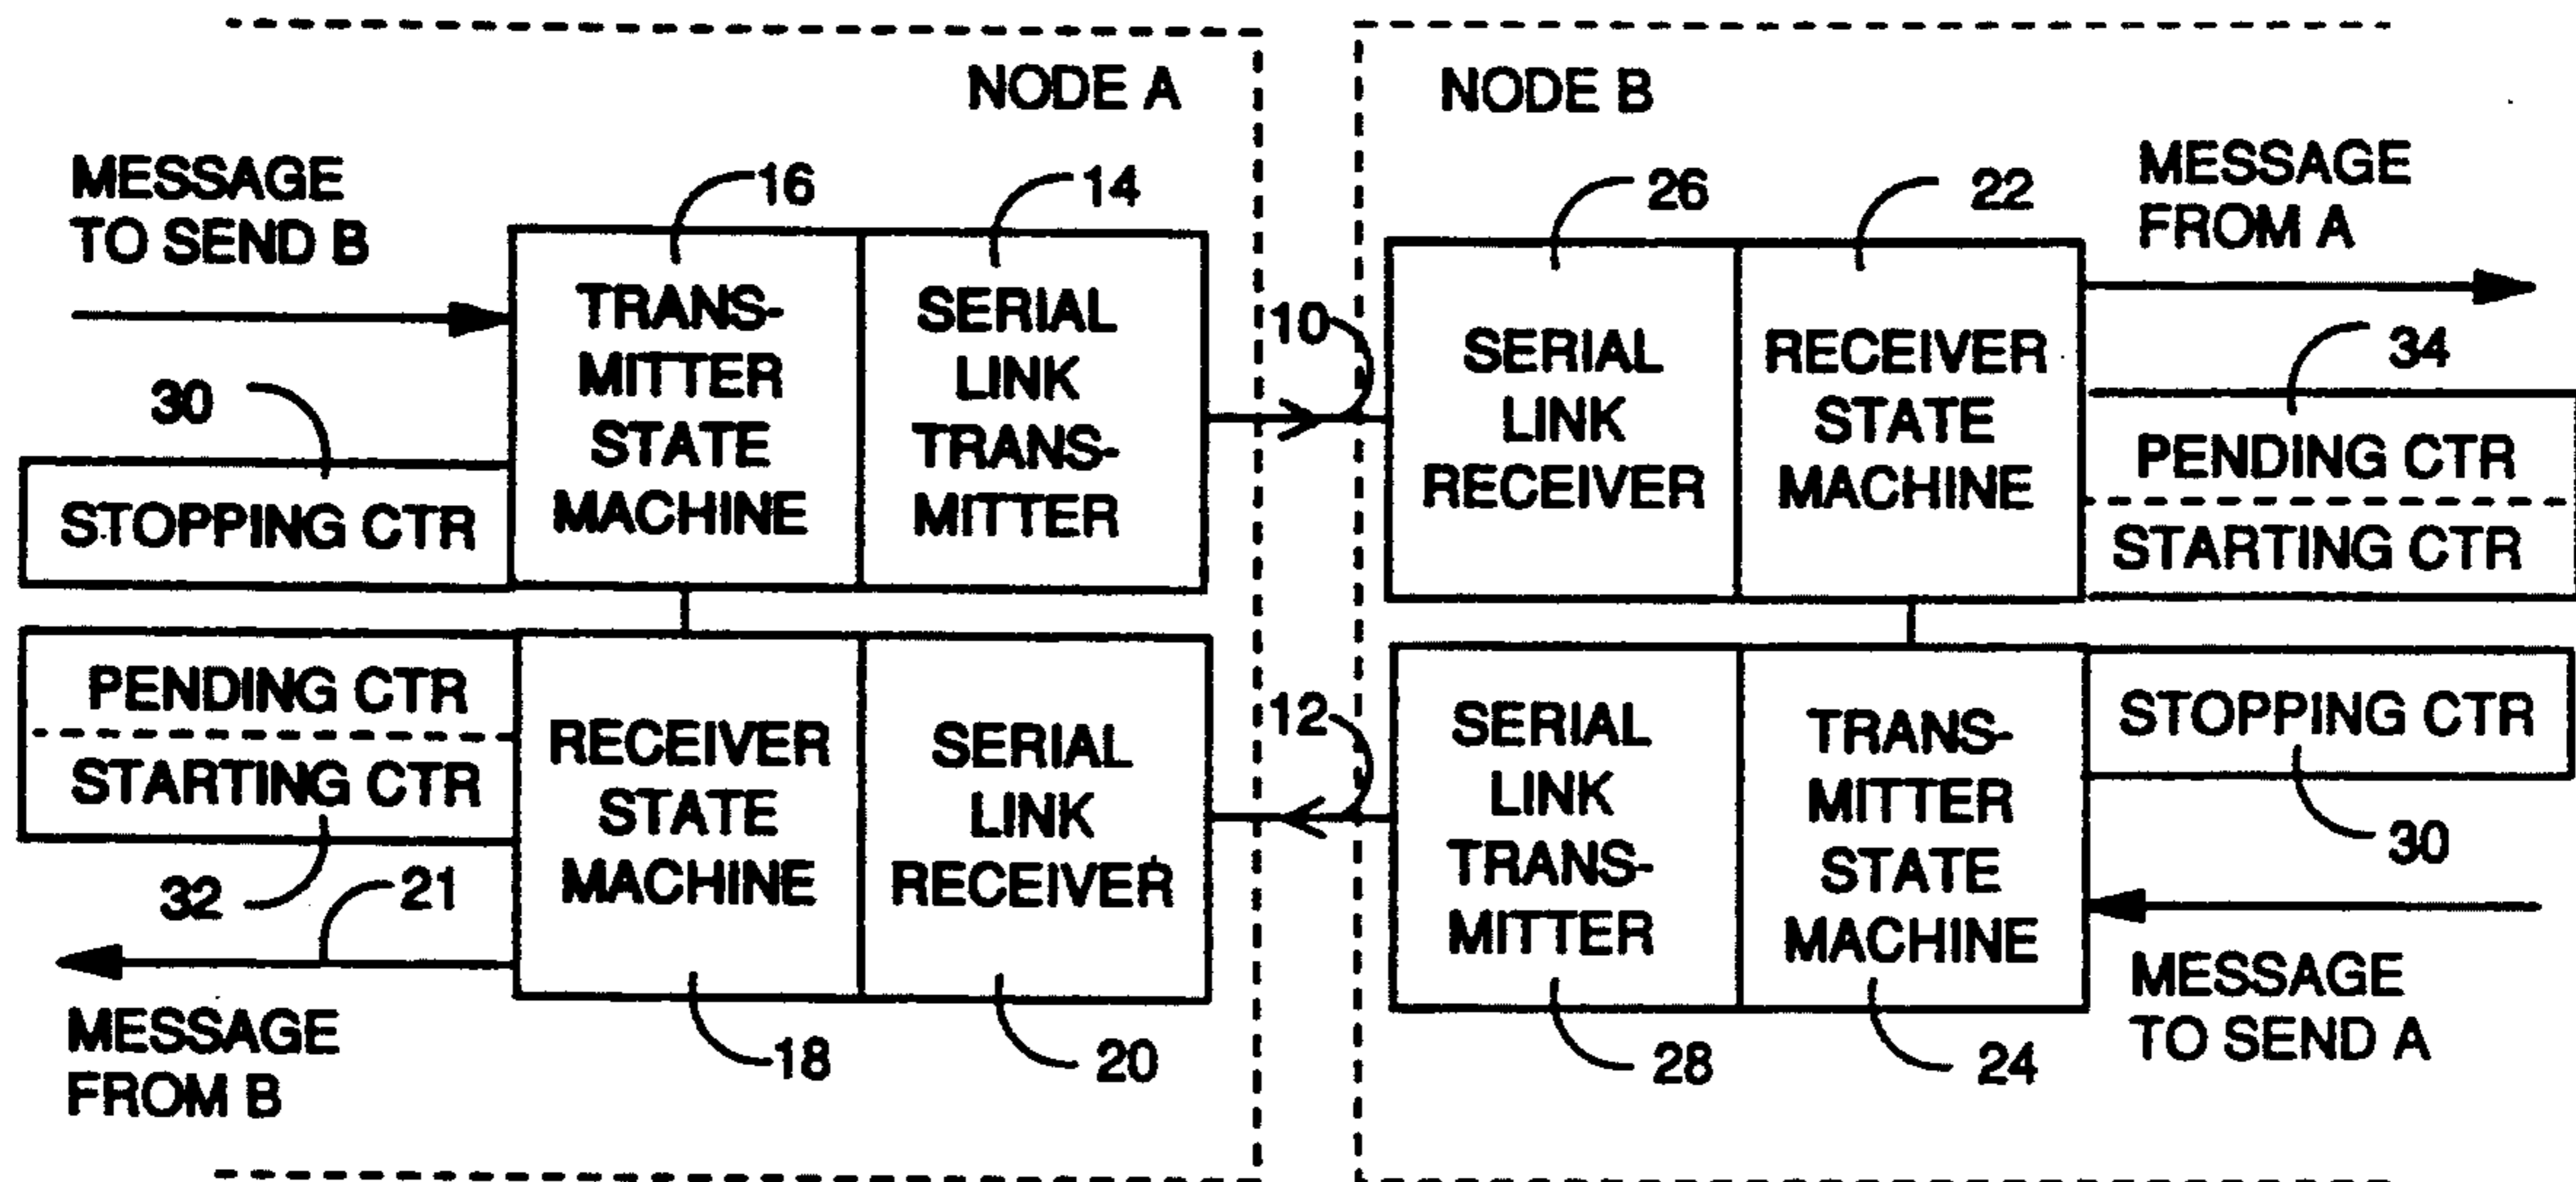 NODE A
NODE B
MESSAGE
TO SEND B
16
14
26
22
MESSAGE
FROM A
TRANS-
MITTER
STATE
MACHINE
SERIAL
LINK
TRANS-
MITTER
10
SERIAL
LINK
RECEIVER
RECEIVER
STATE
MACHINE
34
30
STOPPING CTR
PENDING CTR
STARTING CTR
PENDING CTR
STARTING CTR
RECEIVER
STATE
MACHINE
SERIAL
LINK
RECEIVER
12
SERIAL
LINK
TRANS-
MITTER
TRANS-
MITTER
STATE
MACHINE
STOPPING CTR
30
32
21
MESSAGE
FROM B
18
20
28
24
MESSAGE
TO SEND A